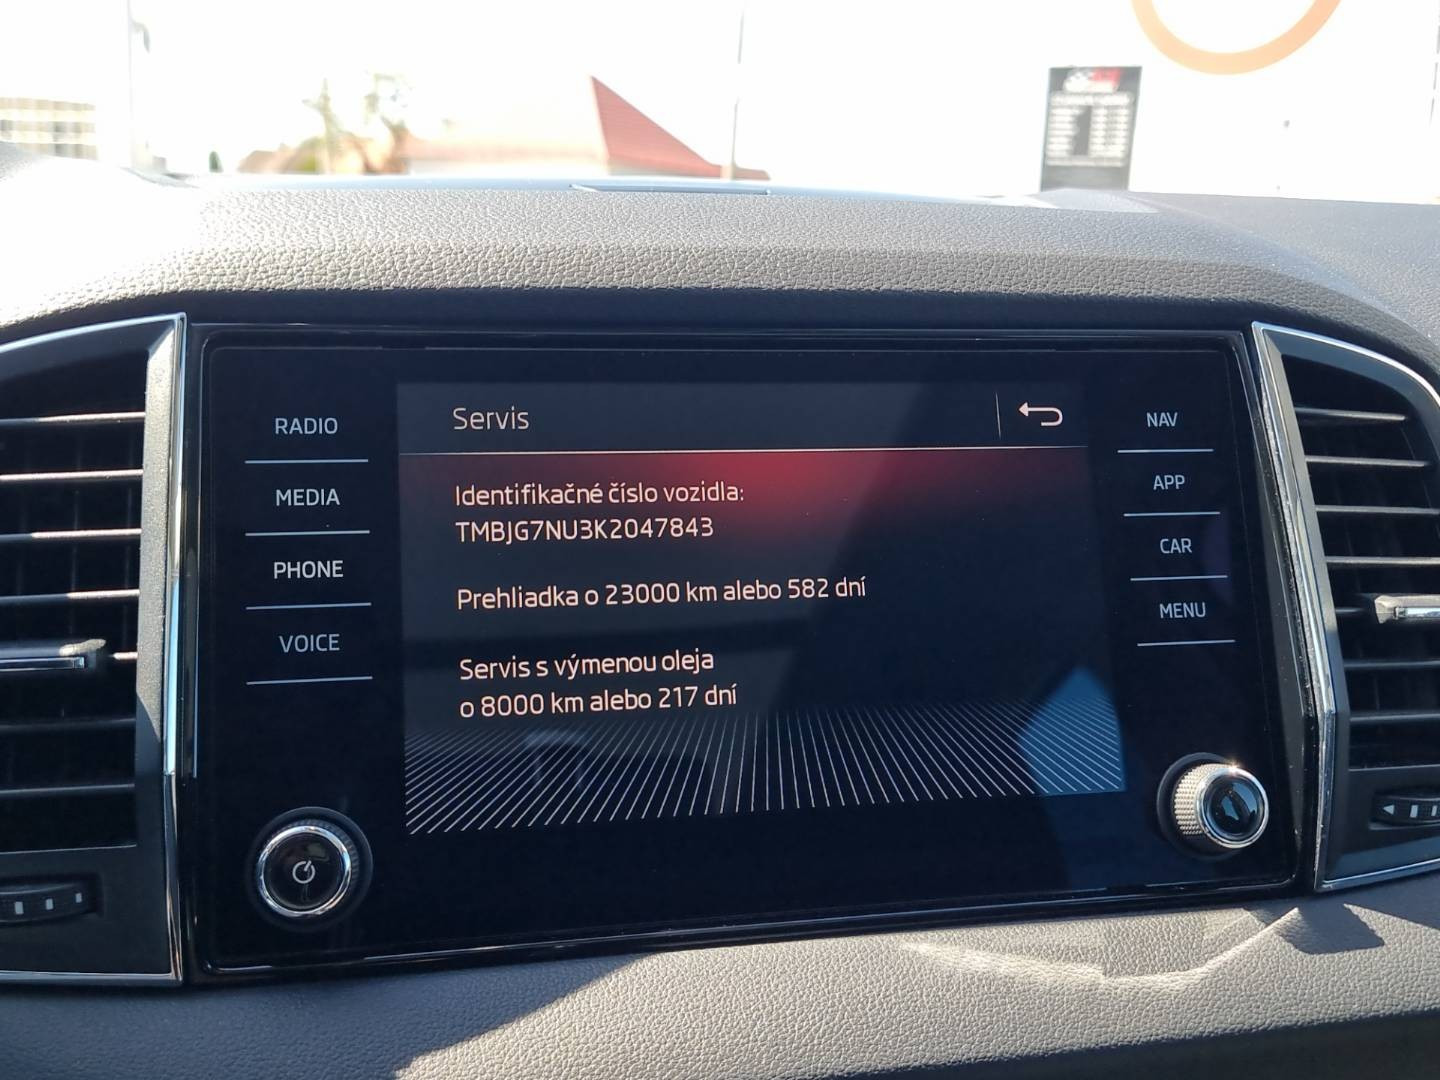 RADIO
MEDIA
PHONE
VOICE
Servis
Identifikačné číslo vozidla:
TMBJG7NU3K2047843
Prehliadka o 23000 km alebo 582 dní
Servis s výmenou oleja
o 8000 km alebo 217 dní
NAV
APP
CAR
MENU